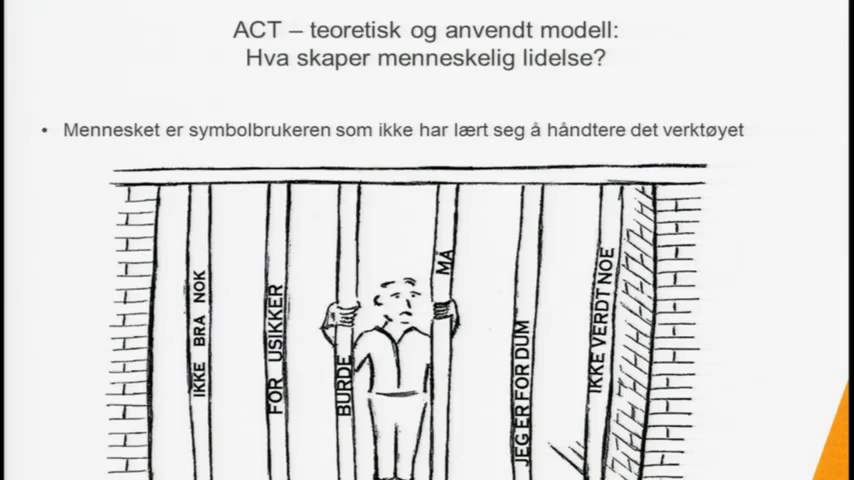 ACT – teoretisk og anvendt modell:
Hva skaper menneskelig lidelse?
• Mennesket er symbolbrukeren som ikke har lært seg å håndtere det verktøyet
IKKE BRA NOK
FOR USIKKER
BURDE
MÅ
JEG ER FOR DUM
IKKE VERDT NOE